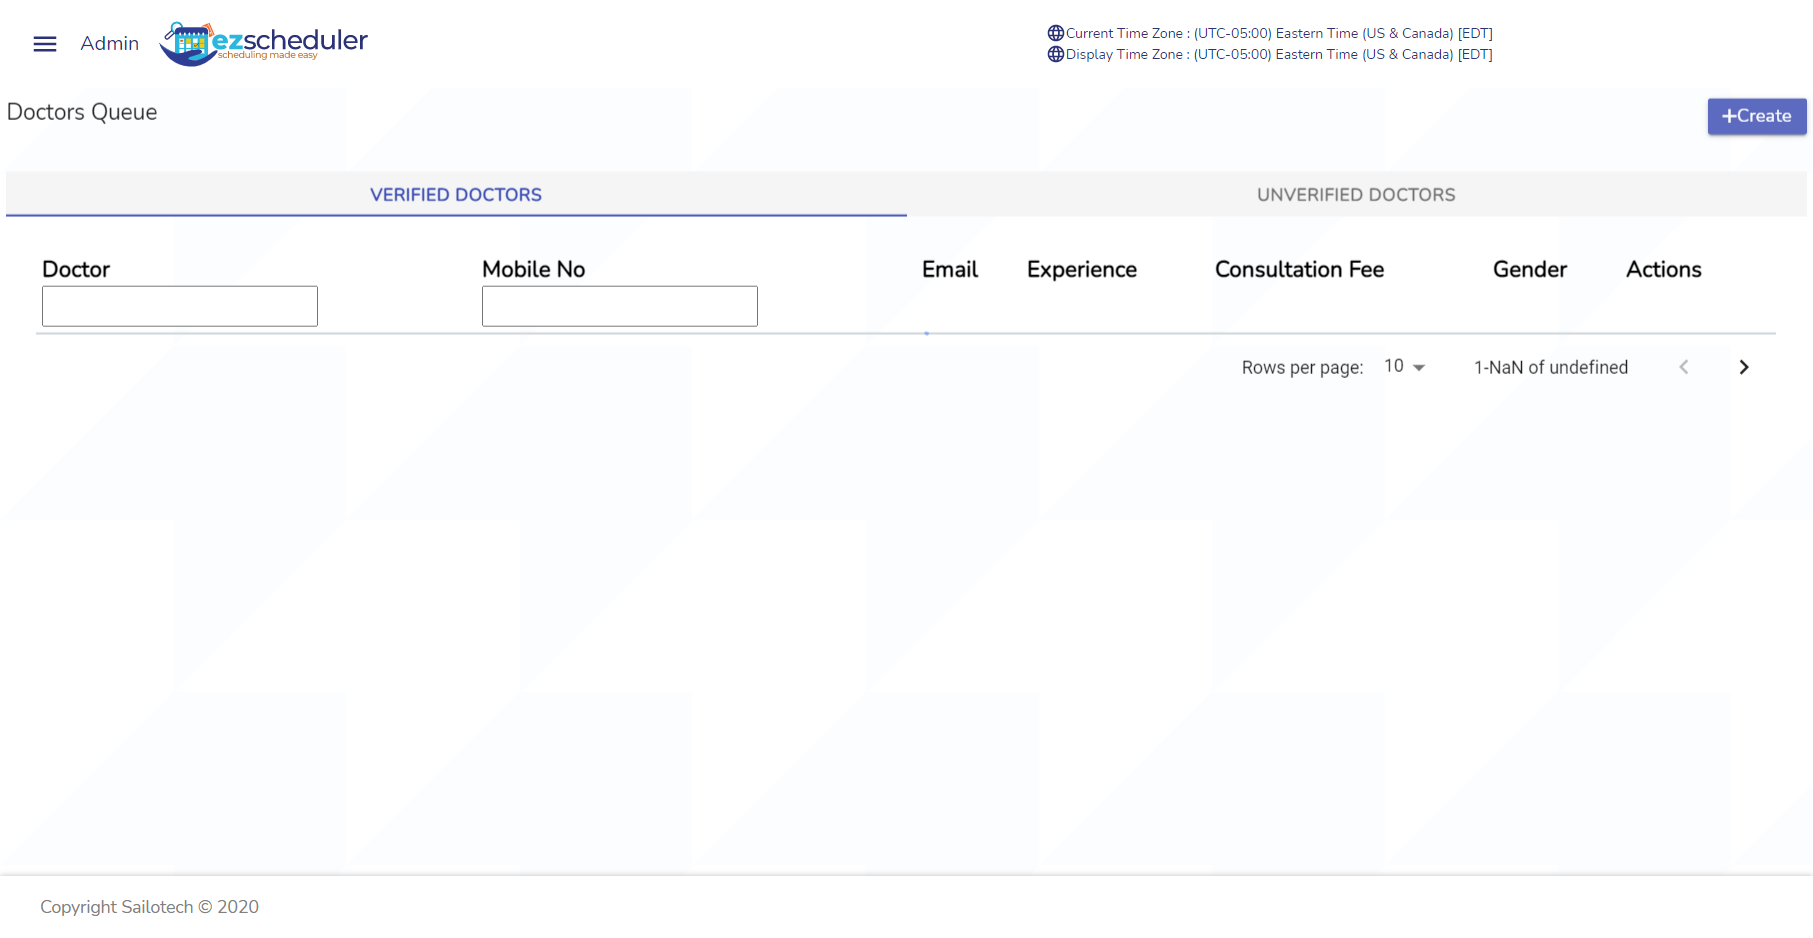 Admin
ezscheduler
scheduling made easy
Current Time Zone : (UTC-05:00) Eastern Time (US & Canada) [EDT]
Display Time Zone : (UTC-05:00) Eastern Time (US & Canada) [EDT]
Doctors Queue
+Create
VERIFIED DOCTORS
UNVERIFIED DOCTORS
Doctor Mobile No Email Experience Consultation Fee Gender Actions
Rows per page: 10 1-NaN of undefined
Copyright Sailotech © 2020